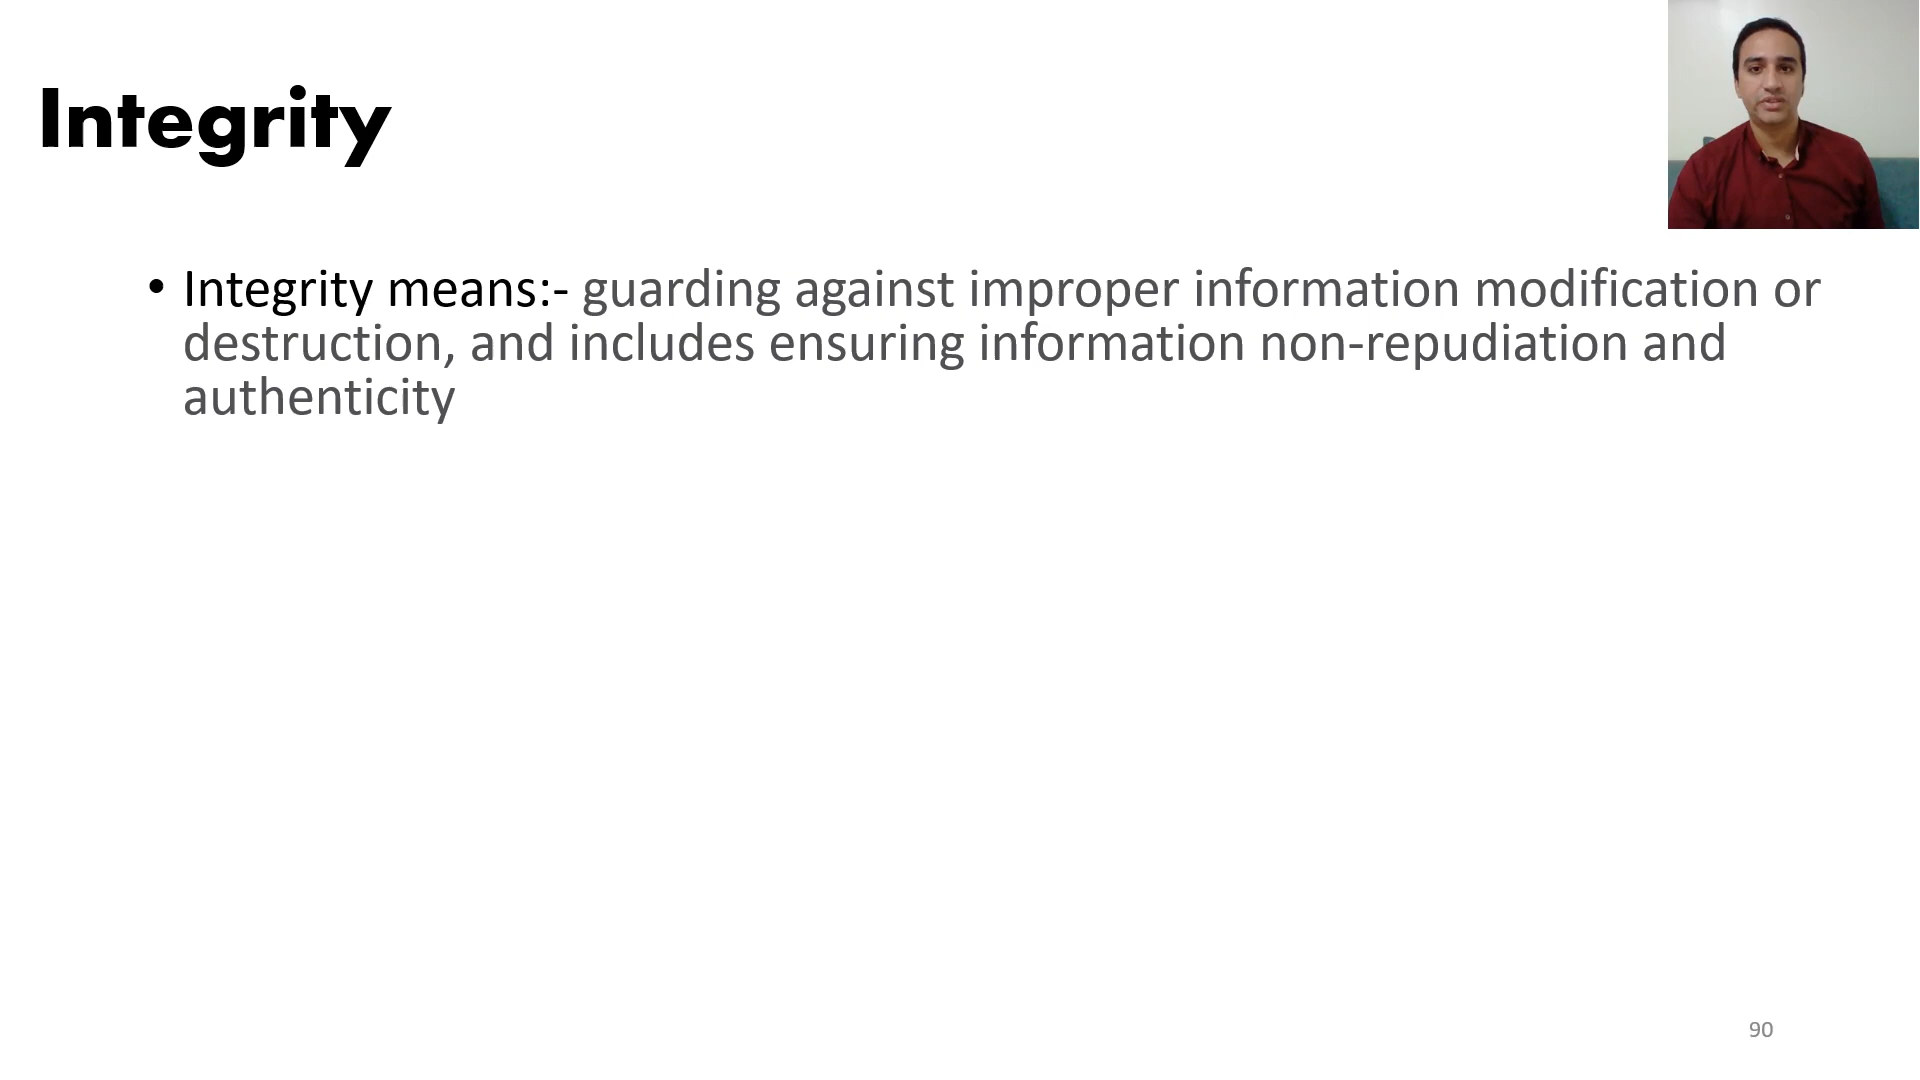 Integrity
• Integrity means:- guarding against improper information modification or
destruction, and includes ensuring information non-repudiation and
authenticity
90